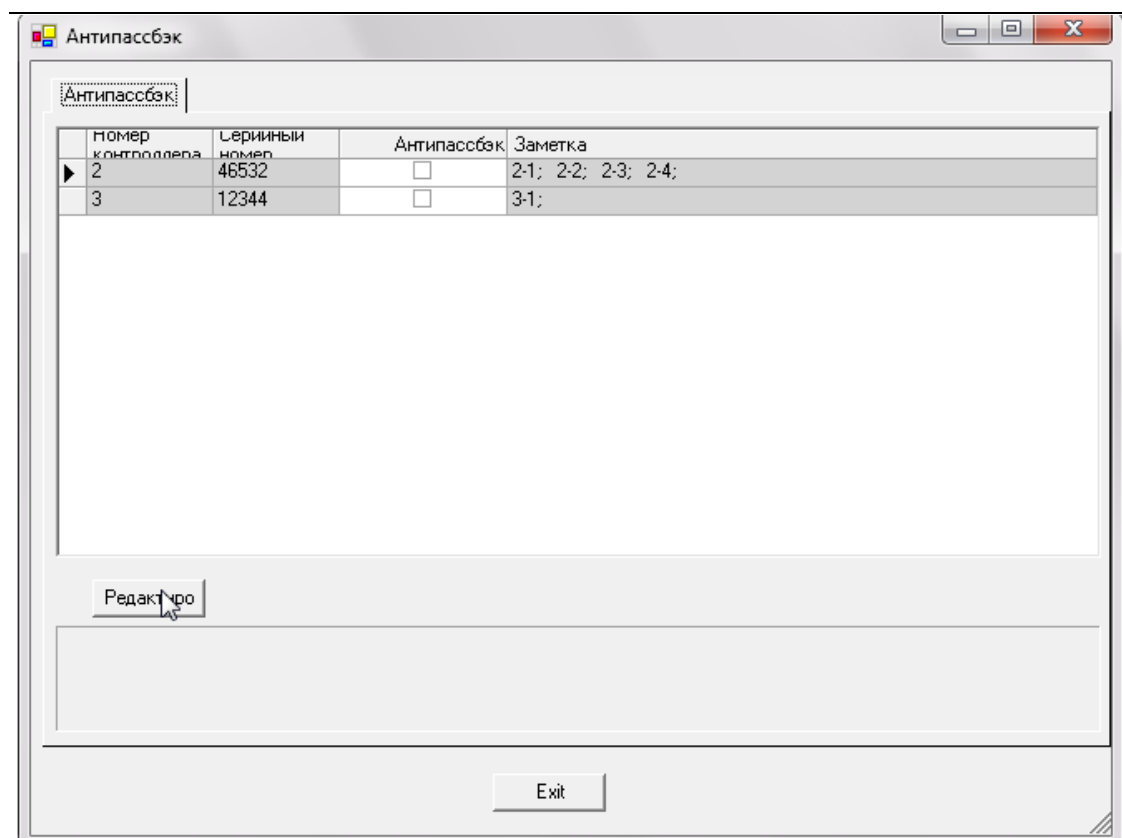 Антипассбэк
Антипассбэк
Номер Серийный Антипассбэк Заметка
контроллера номер
2 46532 2-1; 2-2; 2-3; 2-4;
3 12344 3-1;
Редактиро
Exit